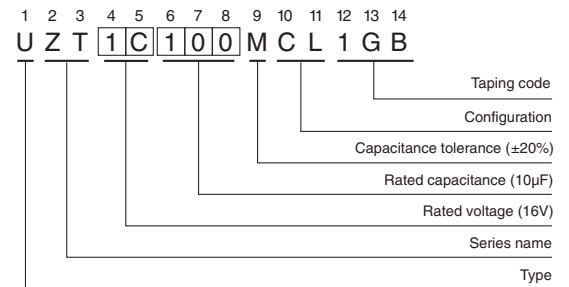 1 2 3 4 5 6 7 8 9 10 11 12 13 14
U Z T 1 C 1 0 0 M C L 1 G B
Taping code
Configuration
Capacitance tolerance (±20%)
Rated capacitance (10µF)
Rated voltage (16V)
Series name
Type